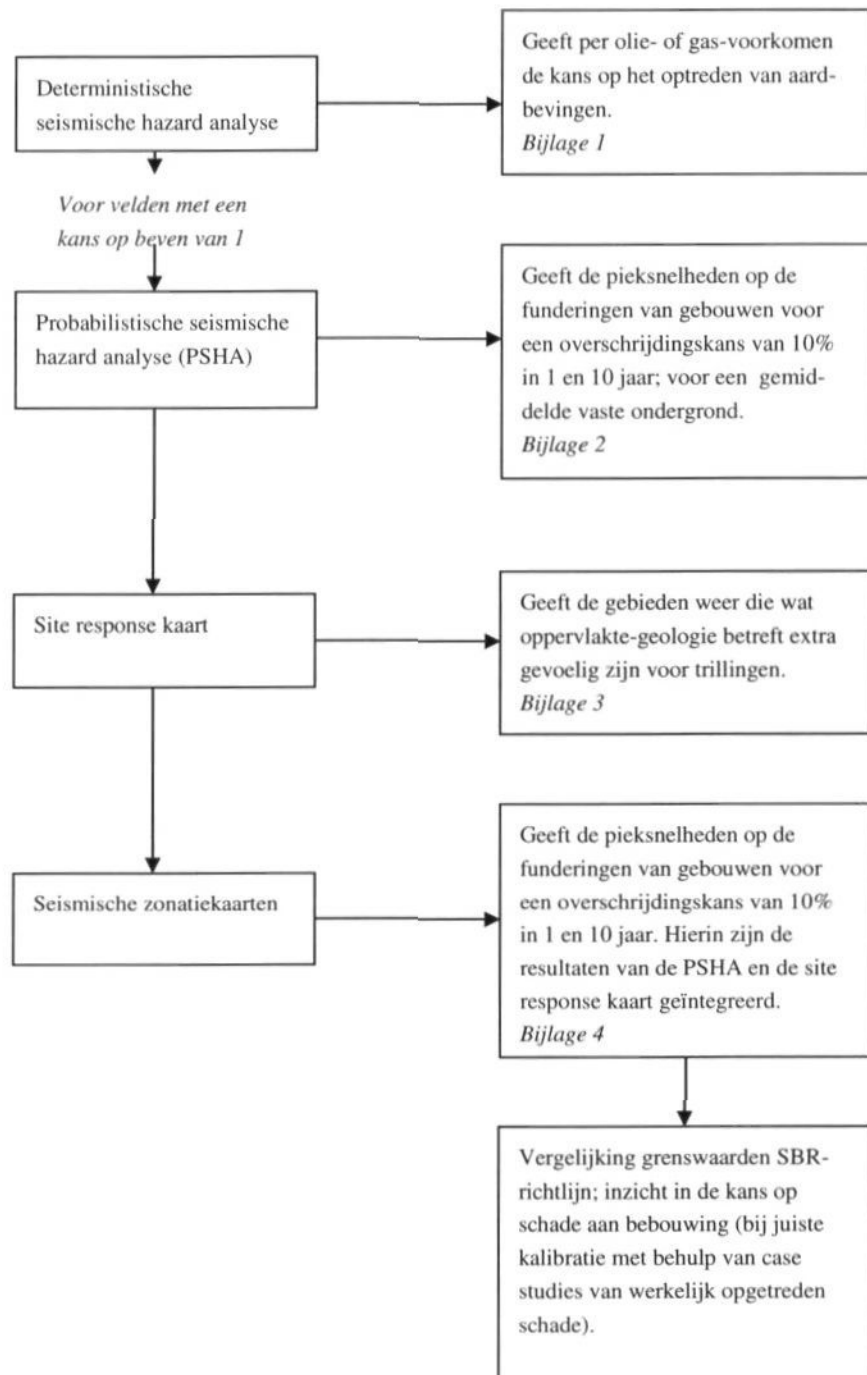 Deterministische
seismische hazard analyse
Geeft per olie- of gas-voorkomen
de kans op het optreden van aard-
bevingen.
Bijlage 1
Voor velden met een
kans op beven van 1
Probabilistische seismische
hazard analyse (PSHA)
Geeft de pieksnelheden op de
funderingen van gebouwen voor
een overschrijdingskans van 10%
in 1 en 10 jaar; voor een gemid-
delde vaste ondergrond.
Bijlage 2
Site response kaart
Geeft de gebieden weer die wat
oppervlakte-geologie betreft extra
gevoelig zijn voor trillingen.
Bijlage 3
Seismische zonatiekaarten
Geeft de pieksnelheden op de
funderingen van gebouwen voor
een overschrijdingskans van 10%
in 1 en 10 jaar. Hierin zijn de
resultaten van de PSHA en de site
response kaart geïntegreerd.
Bijlage 4
Vergelijking grenswaarden SBR-
richtlijn; inzicht in de kans op
schade aan bebouwing (bij juiste
kalibratie met behulp van case
studies van werkelijk opgetreden
schade).